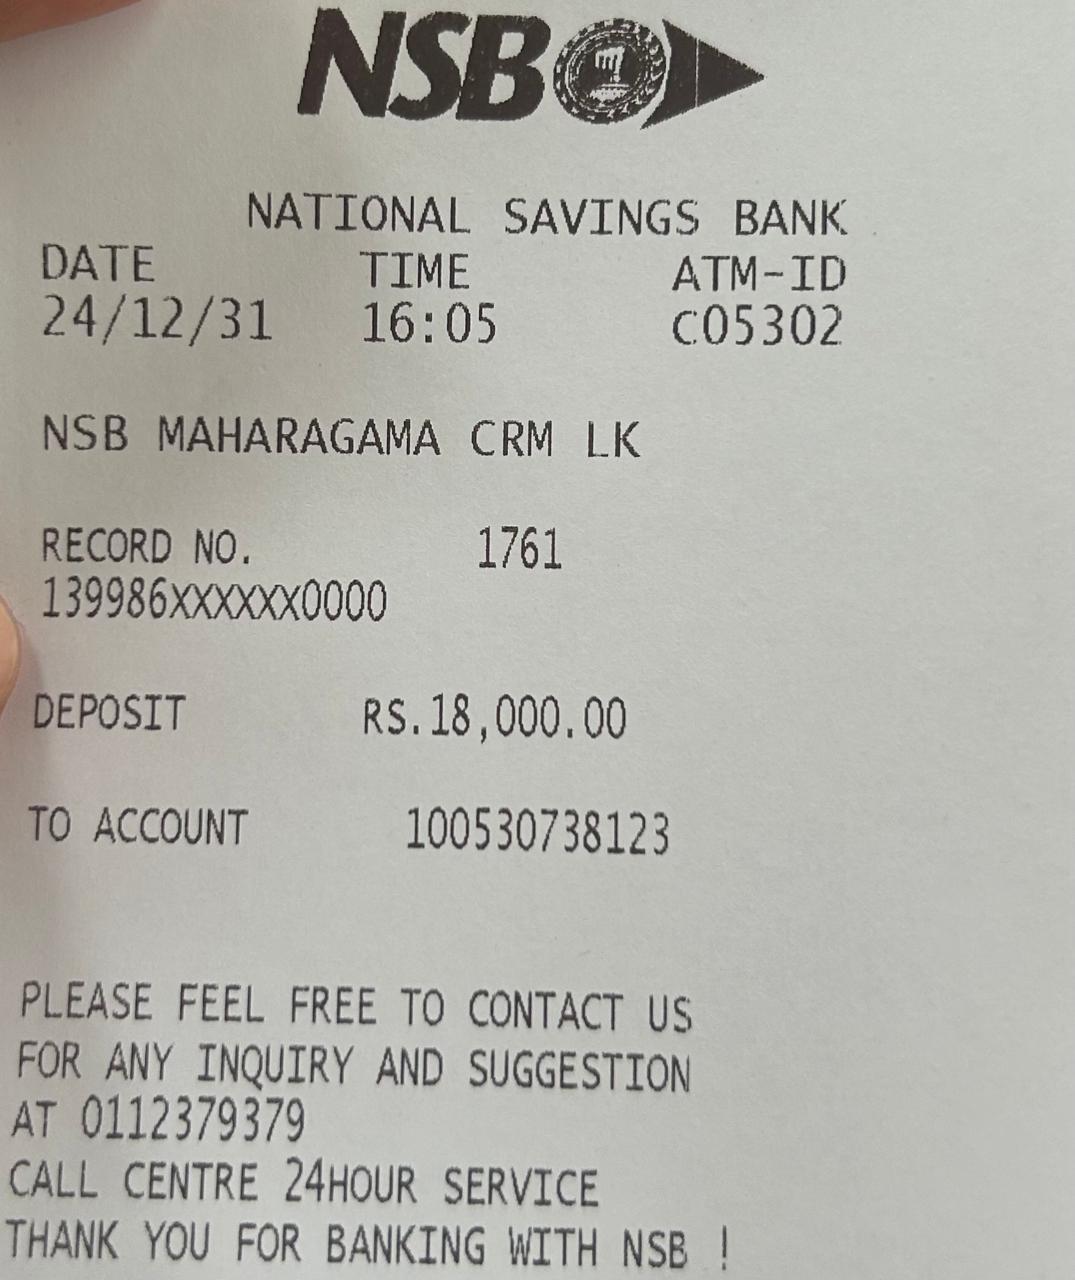 NSB
NATIONAL SAVINGS BANK
DATE TIME ATM-ID
24/12/31 16:05 C05302
NSB MAHARAGAMA CRM LK
RECORD NO. 1761
139986XXXXXX0000
DEPOSIT RS.18,000.00
TO ACCOUNT 100530738123
PLEASE FEEL FREE TO CONTACT US
FOR ANY INQUIRY AND SUGGESTION
AT 0112379379
CALL CENTRE 24HOUR SERVICE
THANK YOU FOR BANKING WITH NSB !